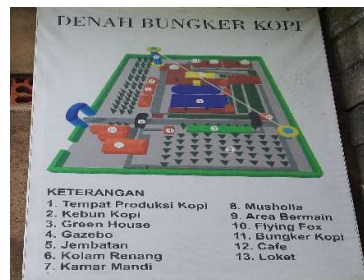 DENAH BUNGKER KOPI
KETERANGAN
1. Tempat Produksi Kopi
2. Kebun Kopi
3. Green House
4. Gazebo
5. Jembatan
6. Kolam Renang
7. Kamar Mandi
8. Musholla
9. Area Bermain
10. Flying Fox
11. Bungker Kopi
12. Cafe
13. Loket